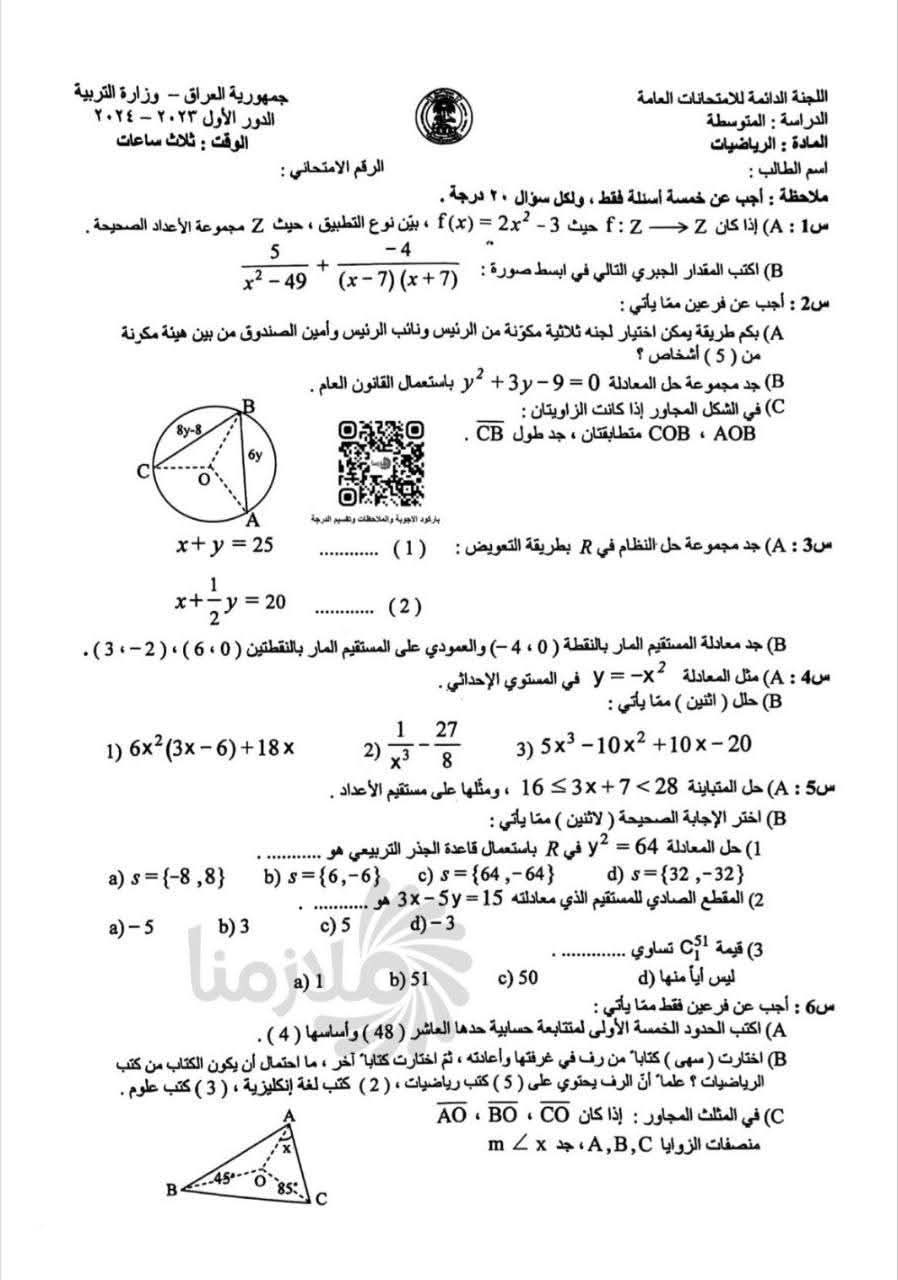 اللجنة الدائمة للامتحانات العامة
جمهورية العراق – وزارة التربية
الدراسة : المتوسطة
الدور الأول ٢٠٢٣ – ٢٠٢٤
المادة : الرياضيات
الوقت : ثلاث ساعات
اسم الطالب :
الرقم الامتحاني :
ملاحظة : أجب عن خمسة أسئلة فقط ، ولكل سؤال ٢٠ درجة .
س1 : A) إذا كان f : Z ⟶ Z حيث f(x) = 2x² - 3 ، بيّن نوع التطبيق ، حيث Z مجموعة الأعداد الصحيحة .
B) اكتب المقدار الجبري التالي في ابسط صورة : 5/(x² - 49) + -4/((x-7)(x+7))
س2 : أجب عن فرعين ممّا يأتي :
A) بكم طريقة يمكن اختيار لجنه ثلاثية مكوّنة من الرئيس ونائب الرئيس وأمين الصندوق من بين هيئة مكونة
من ( 5 ) أشخاص ؟
B) جد مجموعة حل المعادلة y² + 3y - 9 = 0 باستعمال القانون العام .
C) في الشكل المجاور إذا كانت الزاويتان :
AOB ، COB متطابقتان ، جد طول CB .
B
8y-8
6y
C
O
A
باركود الاجوبة والملاحظات وتقسيم الدرجة
س3 : A) جد مجموعة حل النظام في R بطريقة التعويض : ( 1 ) ............ x + y = 25
( 2 ) ............ x + 1/2 y = 20
B) جد معادلة المستقيم المار بالنقطة ( 0 ، 4 -) والعمودي على المستقيم المار بالنقطتين ( 0 ، 6 ) ، ( 2 - ، 3 ) .
س4 : A) مثل المعادلة y = -x² في المستوي الإحداثي .
B) حلل ( اثنين ) ممّا يأتي :
1) 6x²(3x - 6) + 18x 2) 1/x³ - 27/8 3) 5x³ - 10x² + 10x - 20
س5 : A) حل المتباينة 16 ≤ 3x + 7 < 28 ، ومثّلها على مستقيم الأعداد .
B) اختر الإجابة الصحيحة ( لاثنين ) ممّا يأتي :
1) حل المعادلة y² = 64 في R باستعمال قاعدة الجذر التربيعي هو ........... .
a) s = {-8 ,8} b) s = {6,-6} c) s = {64 ,-64} d) s = {32 ,-32}
2) المقطع الصادي للمستقيم الذي معادلته 3x - 5y = 15 هو ........... .
a) - 5 b) 3 c) 5 d) - 3
3) قيمة C₁⁵¹ تساوي ............. .
a) 1 b) 51 c) 50 d) ليس أياً منها
ملازمنا
س6 : أجب عن فرعين فقط ممّا يأتي :
A) اكتب الحدود الخمسة الأولى لمتتابعة حسابية حدها العاشر ( 48 ) وأساسها ( 4 ) .
B) اختارت ( سهى ) كتاباً من رف في غرفتها وأعادته ، ثم اختارت كتاباً آخر ، ما احتمال أن يكون الكتاب من كتب
الرياضيات ؟ علماً أنّ الرف يحتوي على ( 5 ) كتب رياضيات ، ( 2 ) كتب لغة إنكليزية ، ( 3 ) كتب علوم .
C) في المثلث المجاور : إذا كان CO ، BO ، AO
منصفات الزوايا A , B , C ، جد m ∠ x
A
x
B
45°
O
85°
C